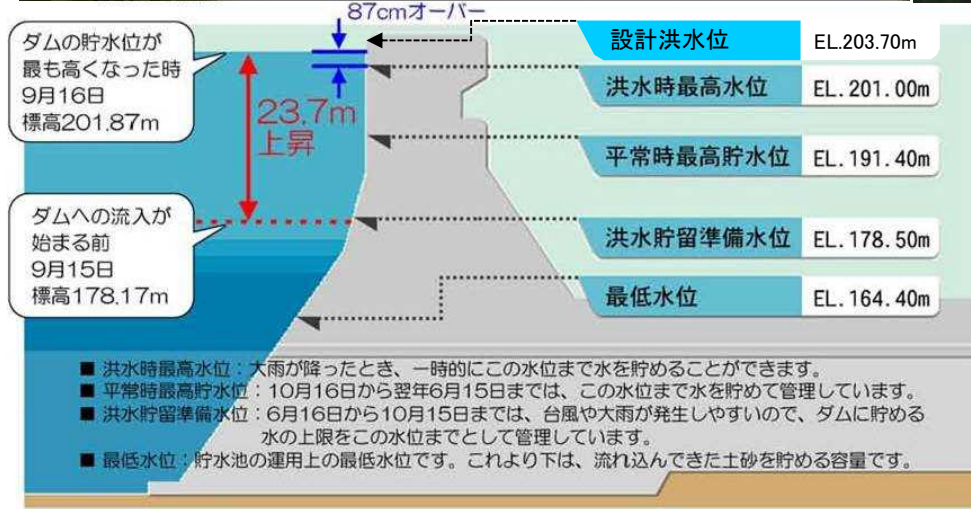 87cmオーバー
ダムの貯水位が
最も高くなった時
9月16日
標高201.87m
23.7m
上昇
ダムへの流入が
始まる前
9月15日
標高178.17m
設計洪水位 EL.203.70m
洪水時最高水位 EL.201.00m
平常時最高貯水位 EL.191.40m
洪水貯留準備水位 EL.178.50m
最低水位 EL.164.40m
■ 洪水時最高水位：大雨が降ったとき、一時的にこの水位まで水を貯めることができます。
■ 平常時最高貯水位：10月16日から翌年6月15日までは、この水位まで水を貯めて管理しています。
■ 洪水貯留準備水位：6月16日から10月15日までは、台風や大雨が発生しやすいので、ダムに貯める
水の上限をこの水位までとして管理しています。
■ 最低水位：貯水池の運用上の最低水位です。これより下は、流れ込んできた土砂を貯める容量です。